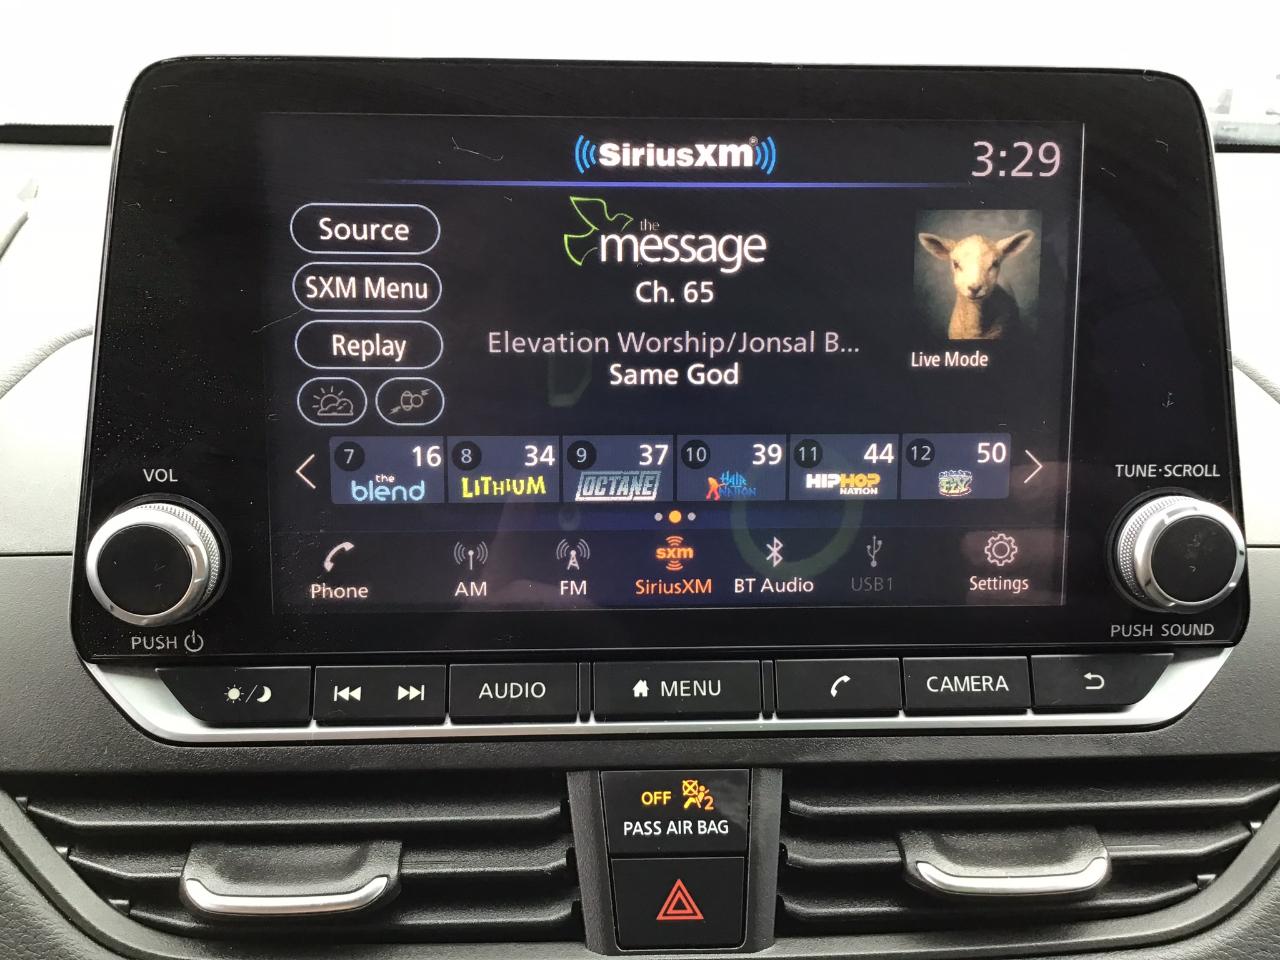 SiriusXM
3:29
Source
the
message
SXM Menu
Ch. 65
Replay
Elevation Worship/Jonsal B...
Same God
Live Mode
7 16
the
blend
8 34
LITHIUM
9 37
OCTANE
10 39
HAIR
NATION
11 44
HIPHOP
NATION
12 50
VOL
TUNE·SCROLL
Phone
AM
FM
sxm
SiriusXM
BT Audio
USB1
Settings
PUSH
PUSH SOUND
AUDIO
MENU
CAMERA
OFF
2
PASS AIR BAG